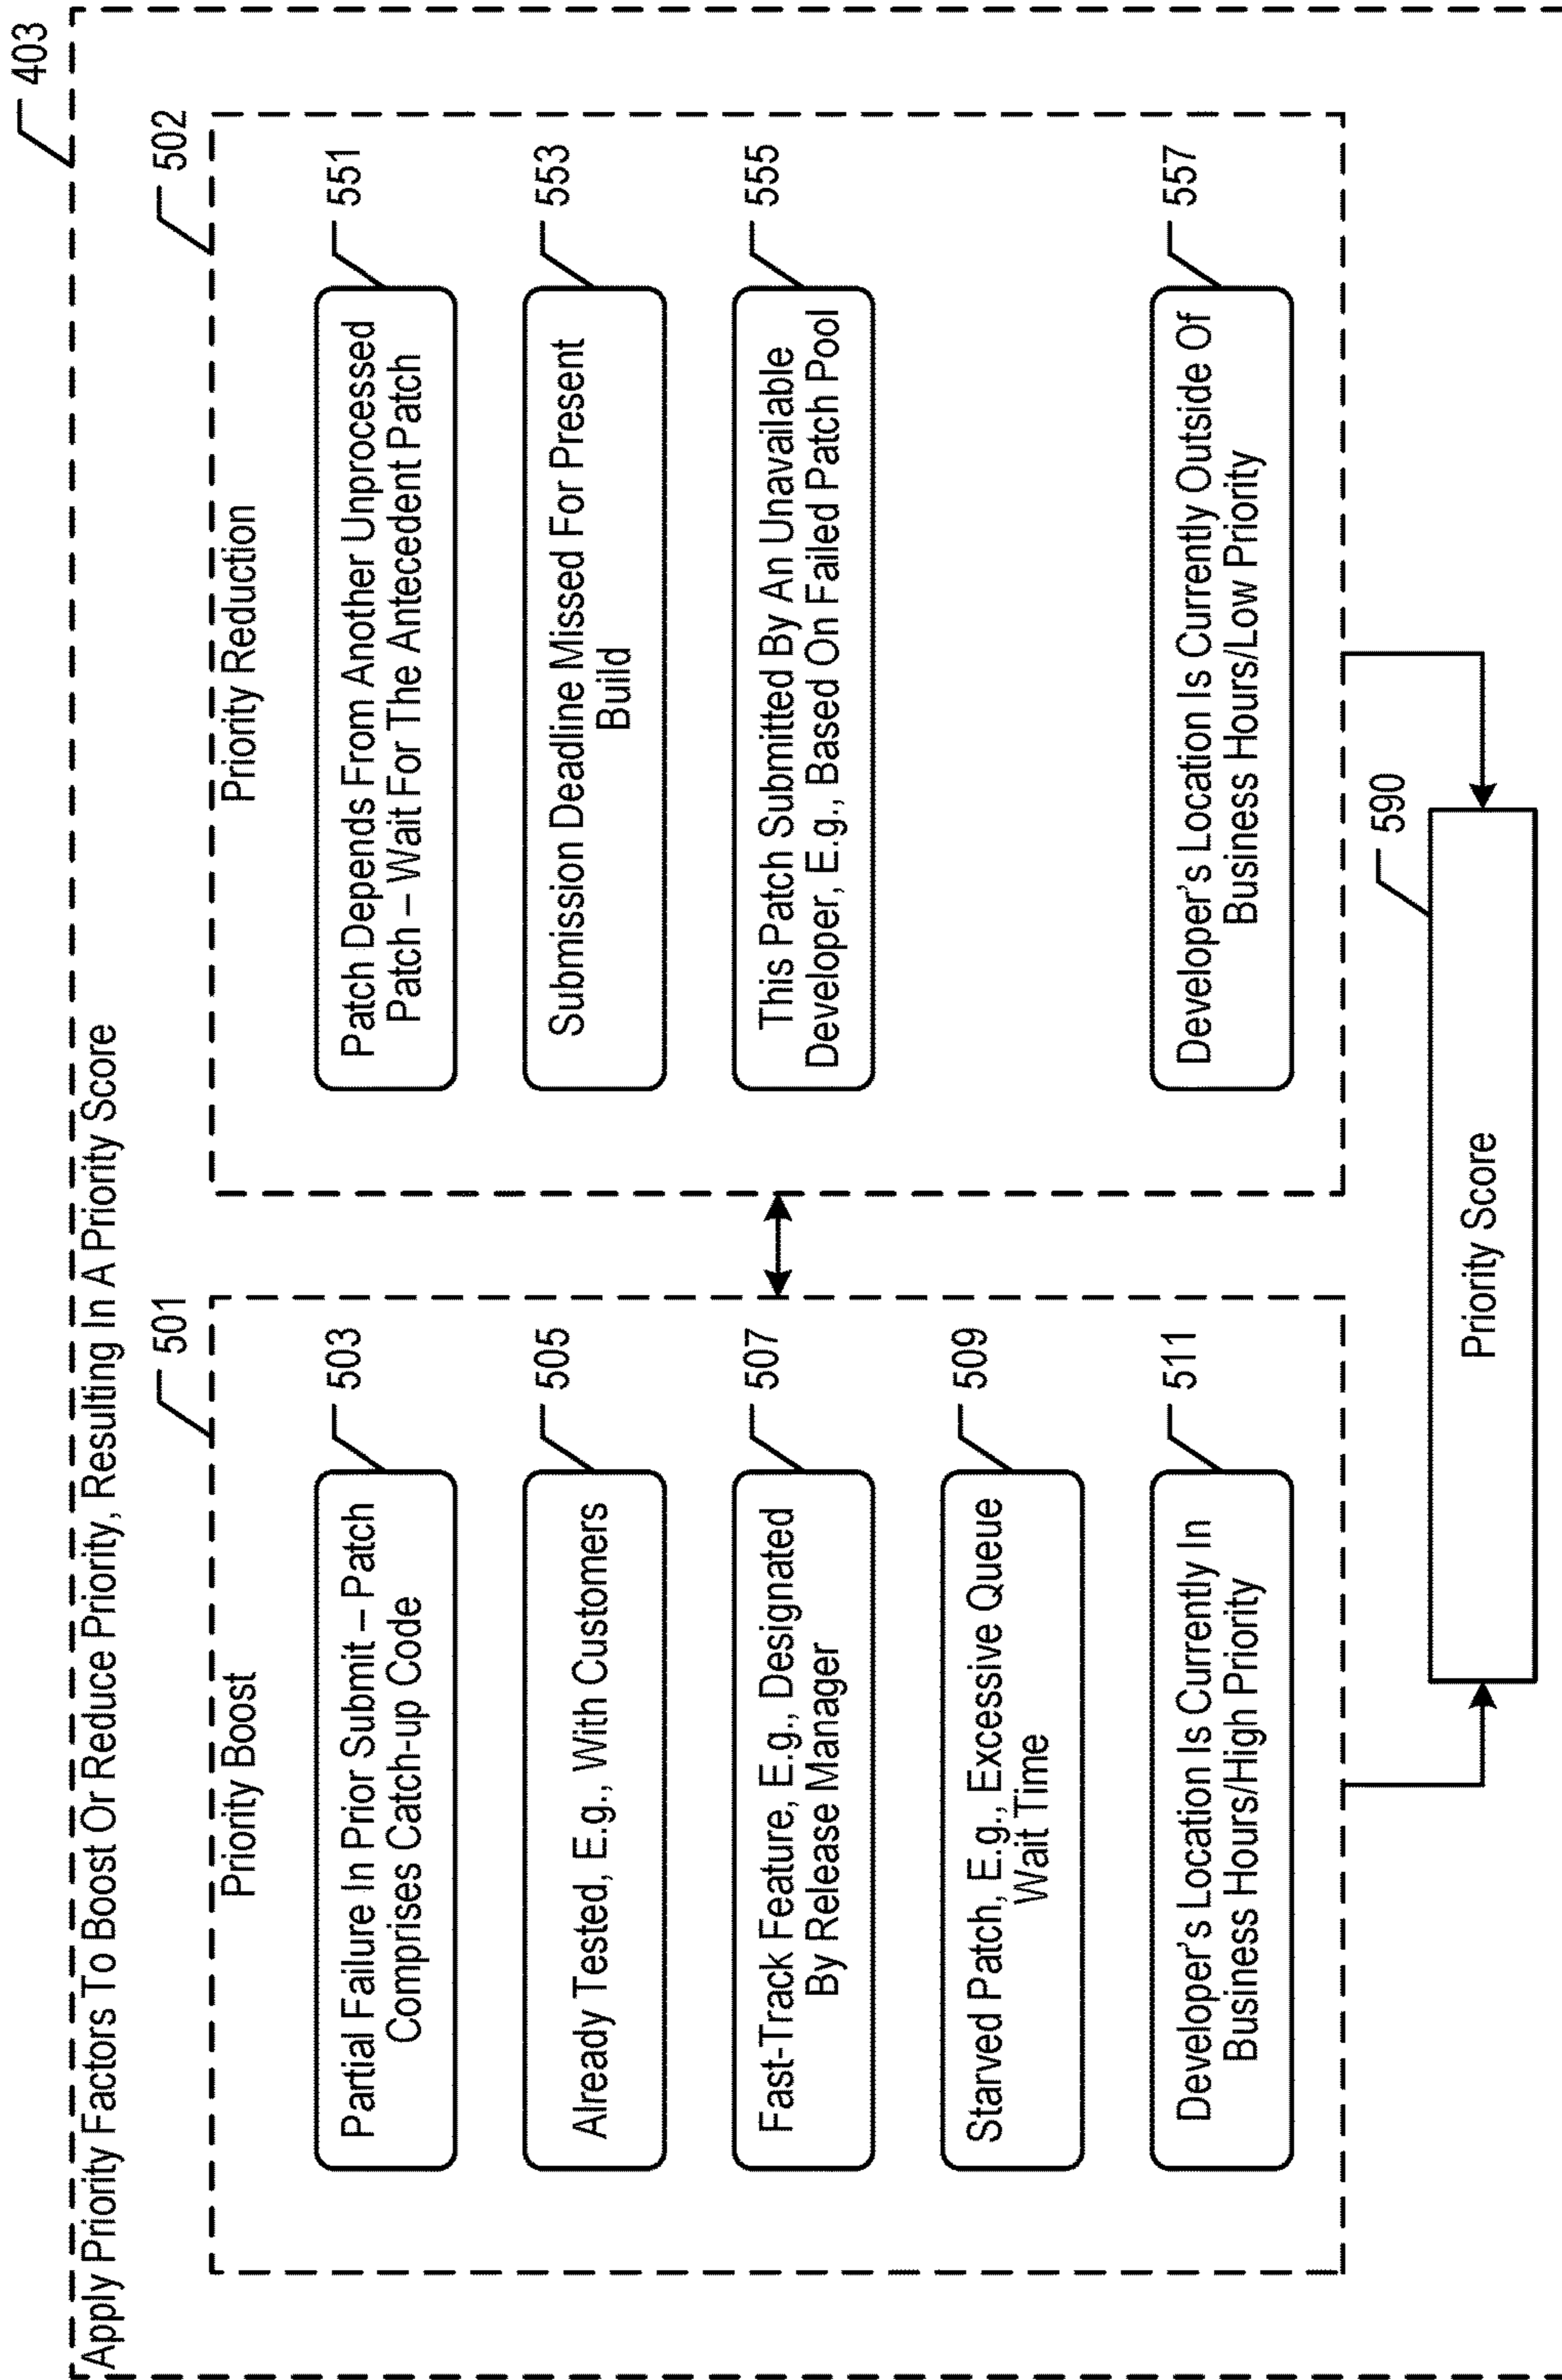 403
Apply Priority Factors To Boost Or Reduce Priority, Resulting In A Priority Score
501
Priority Boost
503
Partial Failure In Prior Submit – Patch
Comprises Catch-up Code
505
Already Tested, E.g., With Customers
507
Fast-Track Feature, E.g., Designated
By Release Manager
509
Starved Patch, E.g., Excessive Queue
Wait Time
511
Developer's Location Is Currently In
Business Hours/High Priority
502
Priority Reduction
551
Patch Depends From Another Unprocessed
Patch – Wait For The Antecedent Patch
553
Submission Deadline Missed For Present
Build
555
This Patch Submitted By An Unavailable
Developer, E.g., Based On Failed Patch Pool
557
Developer's Location Is Currently Outside Of
Business Hours/Low Priority
590
Priority Score